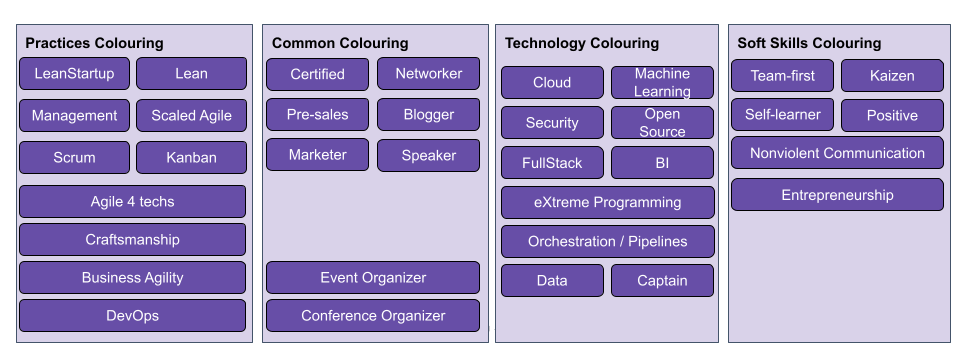 Practices Colouring
LeanStartup
Lean
Management
Scaled Agile
Scrum
Kanban
Agile 4 techs
Craftsmanship
Business Agility
DevOps
Common Colouring
Certified
Networker
Pre-sales
Blogger
Marketer
Speaker
Event Organizer
Conference Organizer
Technology Colouring
Cloud
Machine
Learning
Security
Open
Source
FullStack
BI
eXtreme Programming
Orchestration / Pipelines
Data
Captain
Soft Skills Colouring
Team-first
Kaizen
Self-learner
Positive
Nonviolent Communication
Entrepreneurship